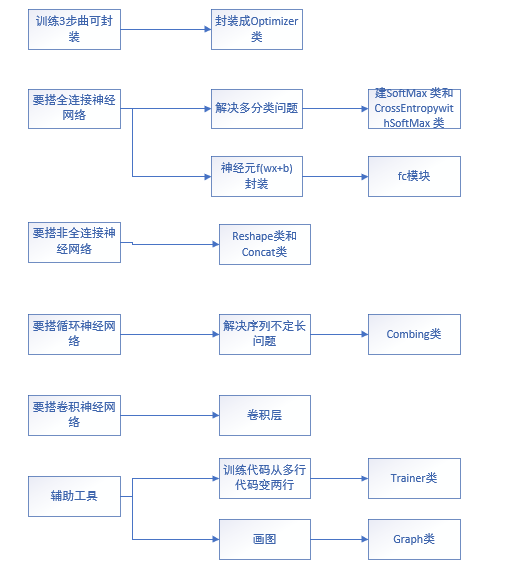 训练3步曲可封
装
封装成Optimizer
类
要搭全连接神经
网络
解决多分类问题
建SoftMax 类和
CrossEntropywit
hSoftMax 类
神经元f(wx+b)
封装
fc模块
要搭非全连接神
经网络
Reshape类和
Concat类
要搭循环神经网
络
解决序列不定长
问题
Combing类
要搭卷积神经网
络
卷积层
辅助工具
训练代码从多行
代码变两行
Trainer类
画图
Graph类